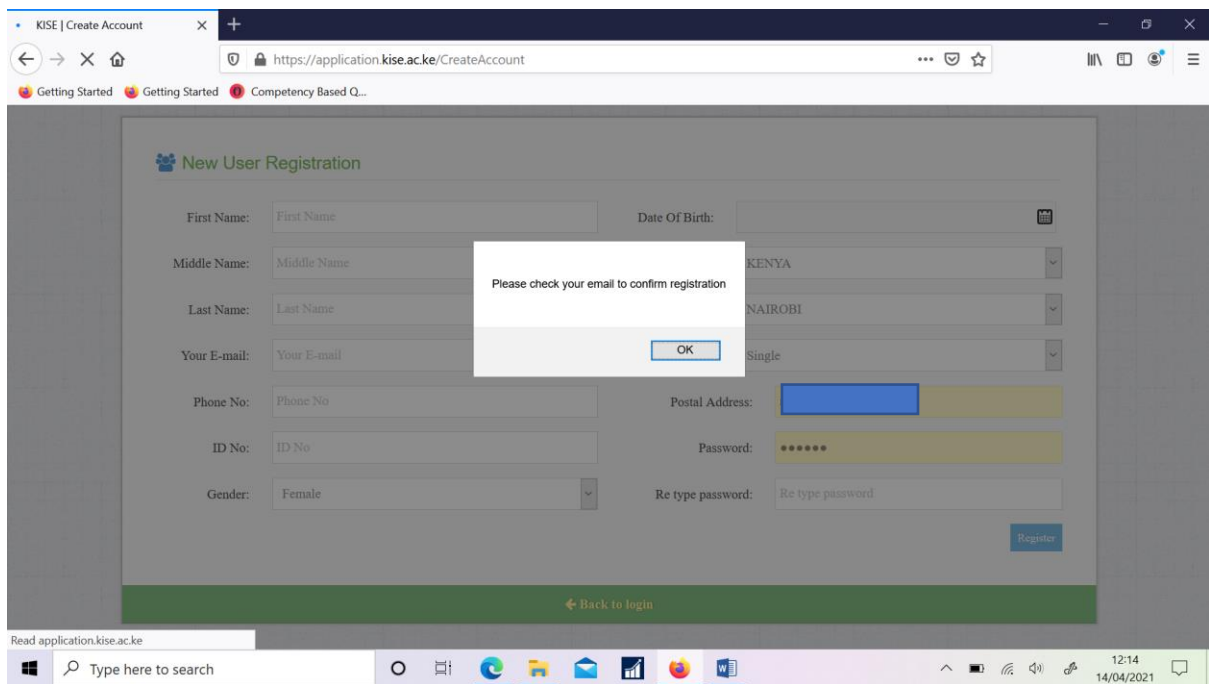 KISE | Create Account
https://application.kise.ac.ke/CreateAccount
Getting Started Getting Started Competency Based Q...
New User Registration
First Name: First Name Date Of Birth:
Middle Name: Middle Name KENYA
Last Name: Last Name NAIROBI
Your E-mail: Your E-mail Single
Phone No: Phone No Postal Address:
ID No: ID No Password: ●●●●●●
Gender: Female Re type password: Re type password
Please check your email to confirm registration
OK
Register
Back to login
Read application.kise.ac.ke
Type here to search
12:14
14/04/2021